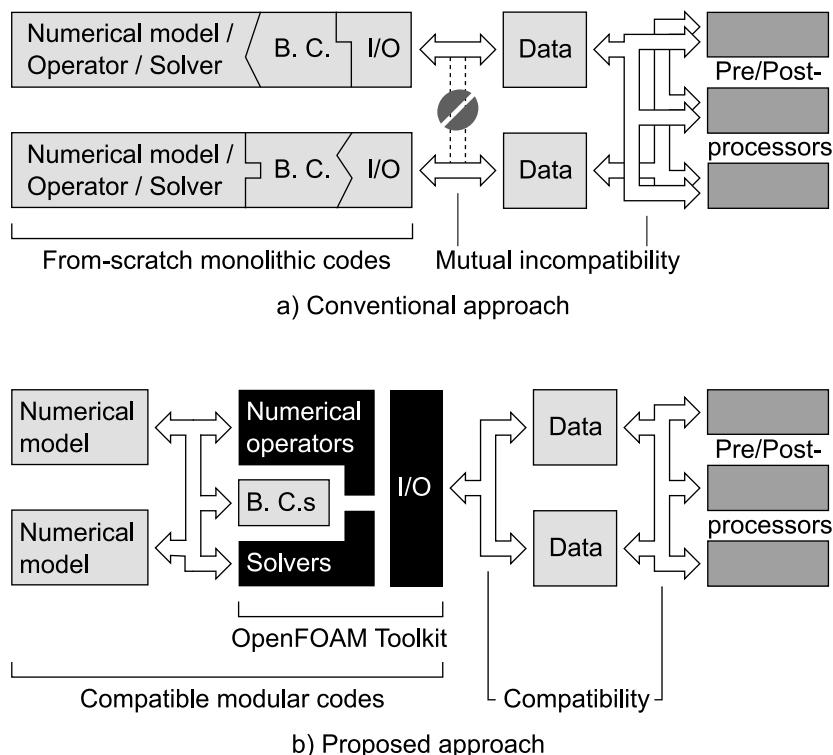 Numerical model /
Operator / Solver
B. C.
I/O
Data
Pre/Post-
processors
Numerical model /
Operator / Solver
B. C.
I/O
Data
From-scratch monolithic codes
Mutual incompatibility
a) Conventional approach
Numerical
model
Numerical
operators
B. C.s
Solvers
I/O
Data
Pre/Post-
processors
Numerical
model
Data
OpenFOAM Toolkit
Compatible modular codes
Compatibility
b) Proposed approach